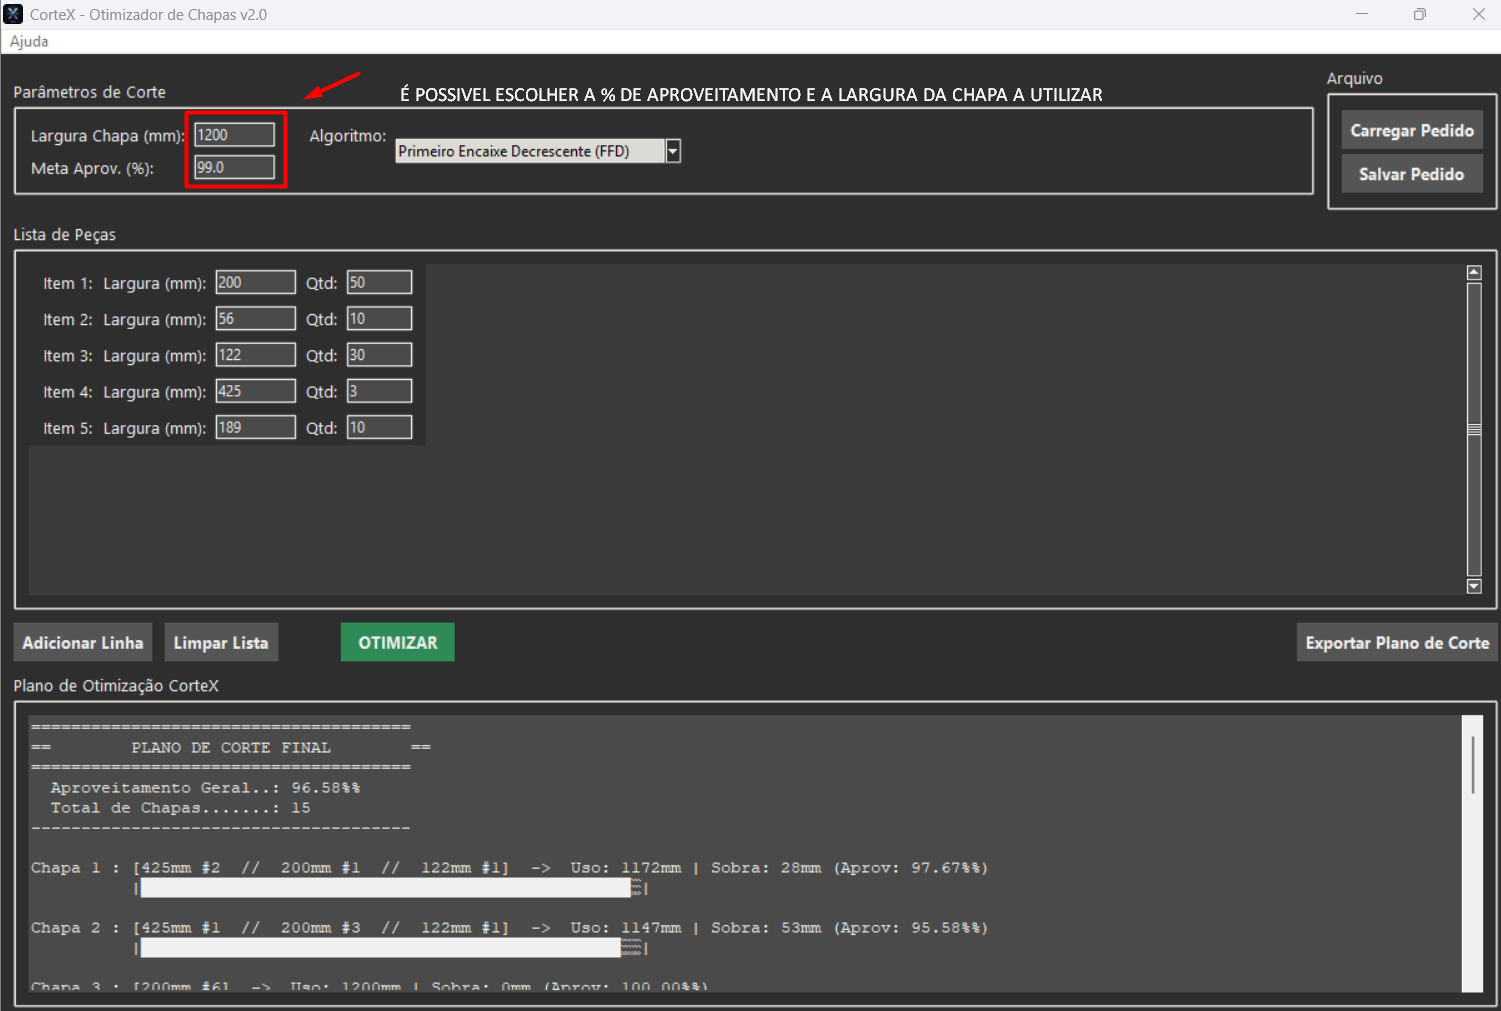 CorteX - Otimizador de Chapas v2.0
Ajuda
Parâmetros de Corte
É POSSIVEL ESCOLHER A % DE APROVEITAMENTO E A LARGURA DA CHAPA A UTILIZAR
Arquivo
Largura Chapa (mm): 1200
Algoritmo: Primeiro Encaixe Decrescente (FFD)
Meta Aprov. (%): 99.0
Carregar Pedido
Salvar Pedido
Lista de Peças
Item 1: Largura (mm): 200 Qtd: 50
Item 2: Largura (mm): 56 Qtd: 10
Item 3: Largura (mm): 122 Qtd: 30
Item 4: Largura (mm): 425 Qtd: 3
Item 5: Largura (mm): 189 Qtd: 10
Adicionar Linha Limpar Lista OTIMIZAR Exportar Plano de Corte
Plano de Otimização CorteX
======================================
== PLANO DE CORTE FINAL ==
======================================
Aproveitamento Geral..: 96.58%%
Total de Chapas.......: 15
--------------------------------------
Chapa 1 : [425mm #2 // 200mm #1 // 122mm #1] -> Uso: 1172mm | Sobra: 28mm (Aprov: 97.67%%)
Chapa 2 : [425mm #1 // 200mm #3 // 122mm #1] -> Uso: 1147mm | Sobra: 53mm (Aprov: 95.58%%)
Chapa 3 : [200mm #6] -> Uso: 1200mm | Sobra: 0mm (Aprov: 100.00%%)